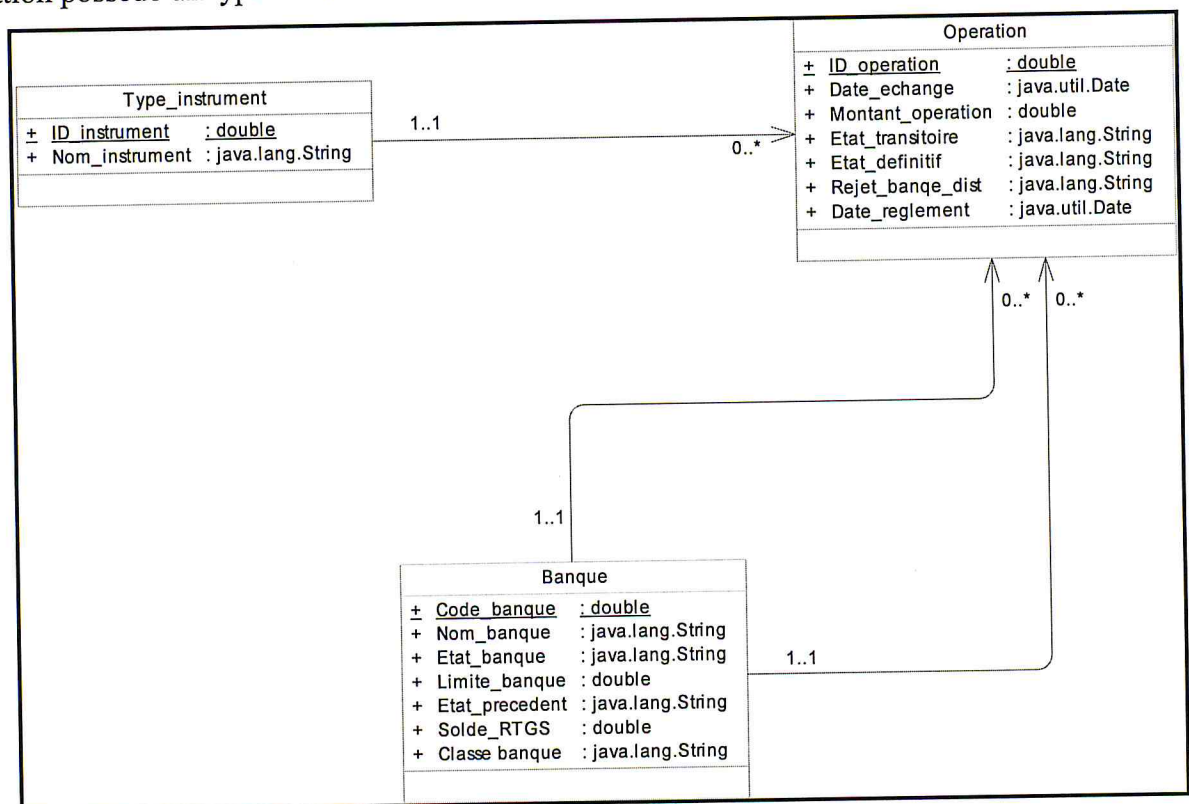 possède un
Operation
+ ID_operation : double
+ Date_echange : java.util.Date
+ Montant_operation : double
+ Etat_transitoire : java.lang.String
+ Etat_definitif : java.lang.String
+ Rejet_banqe_dist : java.lang.String
+ Date_reglement : java.util.Date
Type_instrument
+ ID_instrument : double
+ Nom_instrument : java.lang.String
1..1
0..*
0..* 0..*
1..1
Banque
+ Code_banque : double
+ Nom_banque : java.lang.String
+ Etat_banque : java.lang.String
+ Limite_banque : double
+ Etat_precedent : java.lang.String
+ Solde_RTGS : double
+ Classe banque : java.lang.String
1..1